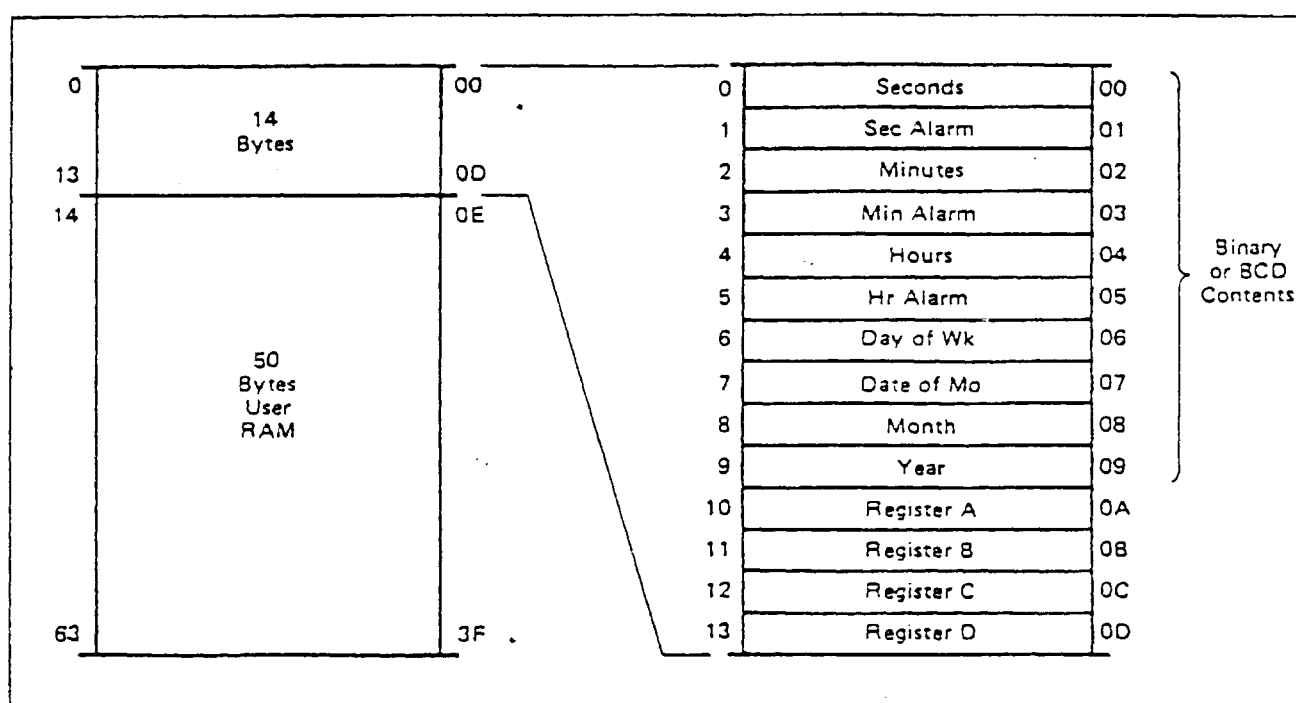 0
00
14
Bytes
13
0D
14
0E
50
Bytes
User
RAM
63
3F
0 Seconds 00
1 Sec Alarm 01
2 Minutes 02
3 Min Alarm 03
4 Hours 04
5 Hr Alarm 05
6 Day of Wk 06
7 Date of Mo 07
8 Month 08
9 Year 09
10 Register A 0A
11 Register B 0B
12 Register C 0C
13 Register D 0D
Binary
or BCD
Contents